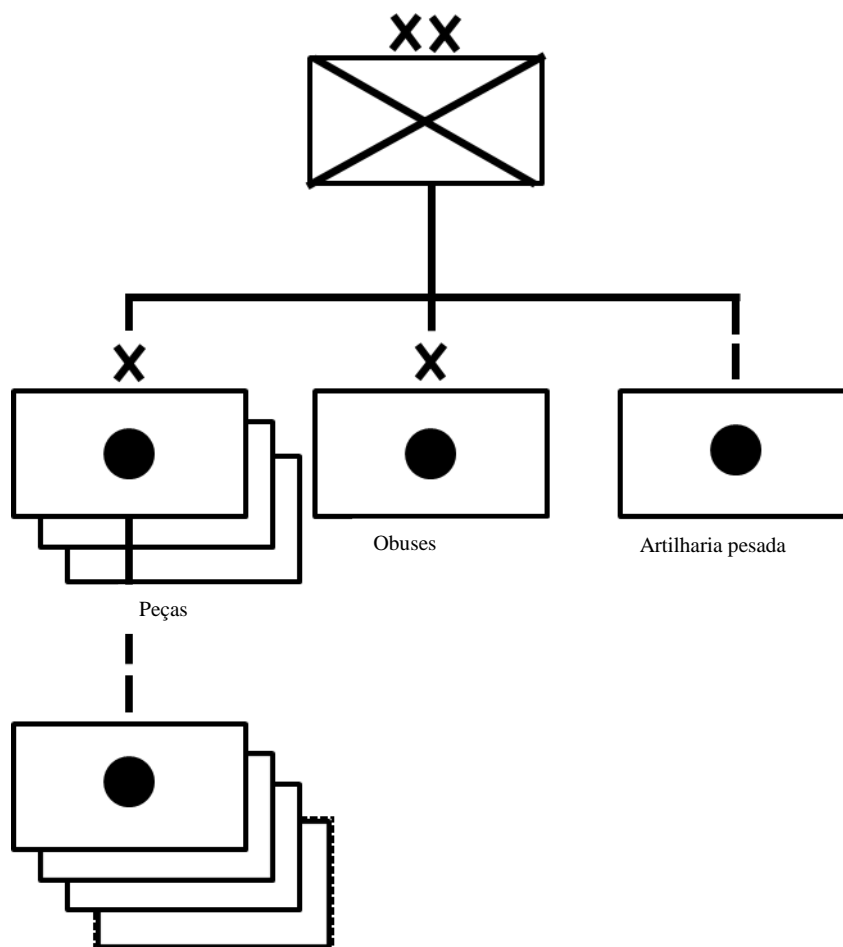 XX
X
X
Obuses
Artilharia pesada
Peças